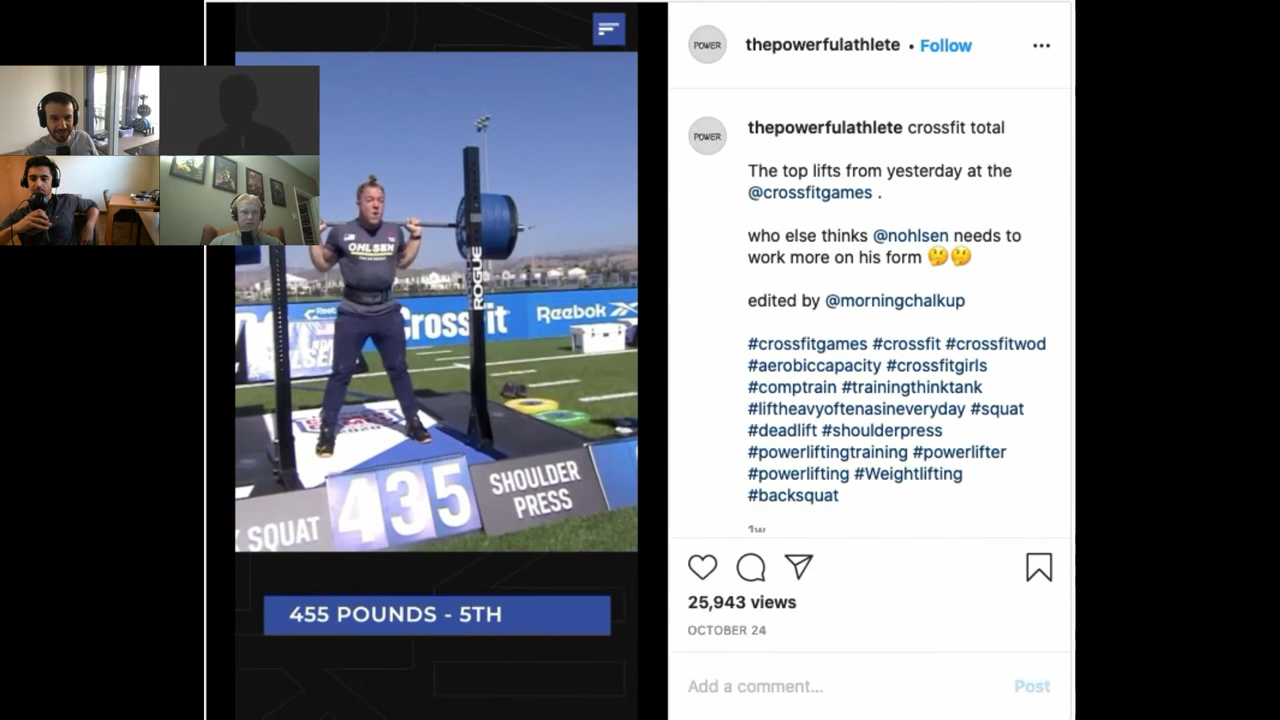 POWER
thepowerfulathlete • Follow
POWER
thepowerfulathlete crossfit total
The top lifts from yesterday at the
@crossfitgames .
who else thinks @nohlsen needs to
work more on his form 🤔🤔
edited by @morningchalkup
#crossfitgames #crossfit #crossfitwod
#aerobiccapacity #crossfitgirls
#comptrain #trainingthinktank
#liftheavyoftenasineveryday #squat
#deadlift #shoulderpress
#powerliftingtraining #powerlifter
#powerlifting #Weightlifting
#backsquat
1w
25,943 views
OCTOBER 24
Add a comment... Post
OHLSEN
ROGUE
Reebok
CrossFit
Reebok
2020
K SQUAT
435
SHOULDER
PRESS
455 POUNDS - 5TH